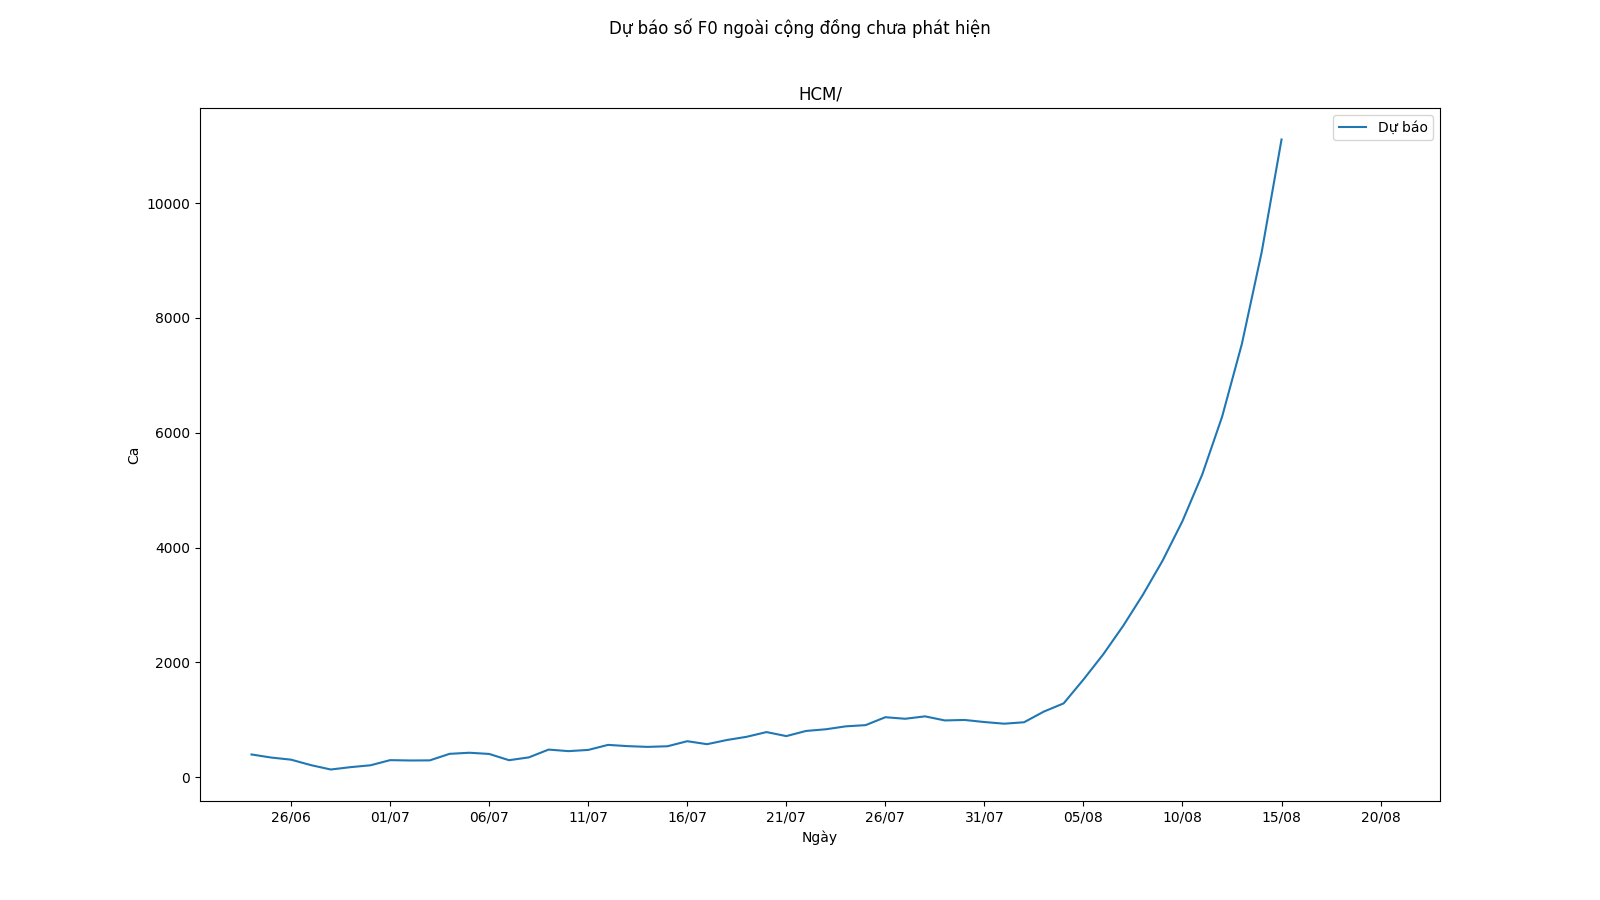 Dự báo số F0 ngoài cộng đồng chưa phát hiện
HCM/
Dự báo
10000
8000
6000
4000
2000
0
Ca
26/06 01/07 06/07 11/07 16/07 21/07 26/07 31/07 05/08 10/08 15/08 20/08
Ngày